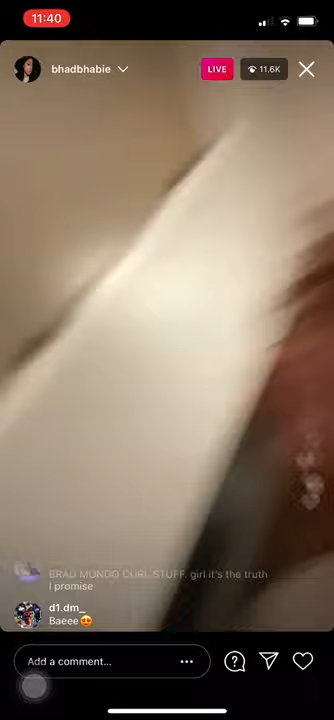 11:40
bhadbhabie
LIVE
11.6K
BRAD MONDO CURL STUFF. girl it's the truth
I promise
d1.dm_
Baeee😍
Add a comment...